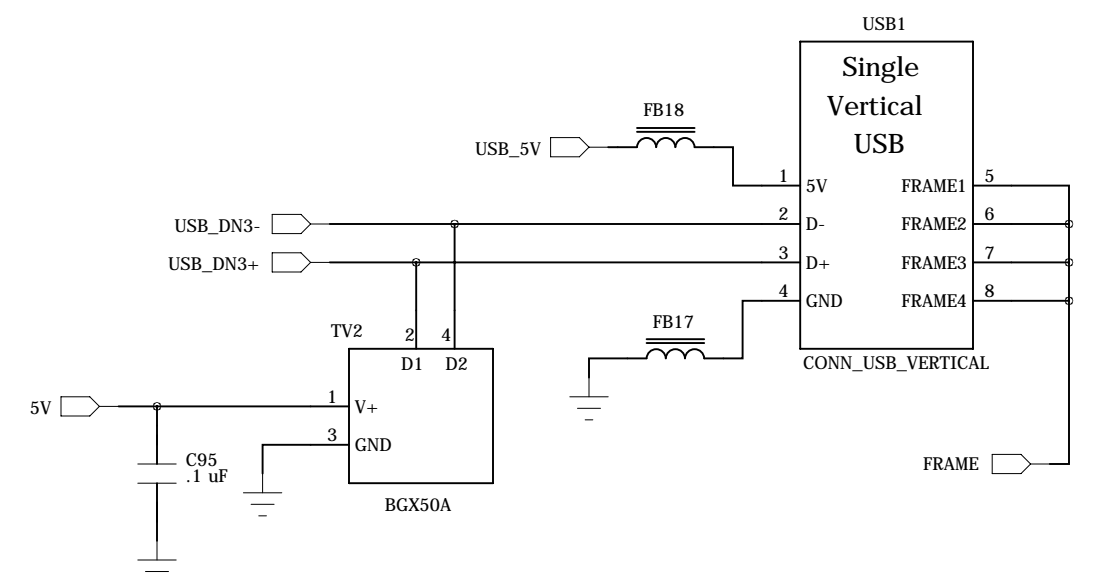 USB1
Single
Vertical
USB
FB18
USB_5V
1
5V
FRAME1
5
USB_DN3-
2
D-
FRAME2
6
USB_DN3+
3
D+
FRAME3
7
4
GND
FRAME4
8
FB17
TV2
2
4
D1
D2
CONN_USB_VERTICAL
5V
1
V+
3
GND
C95
.1 uF
FRAME
BGX50A